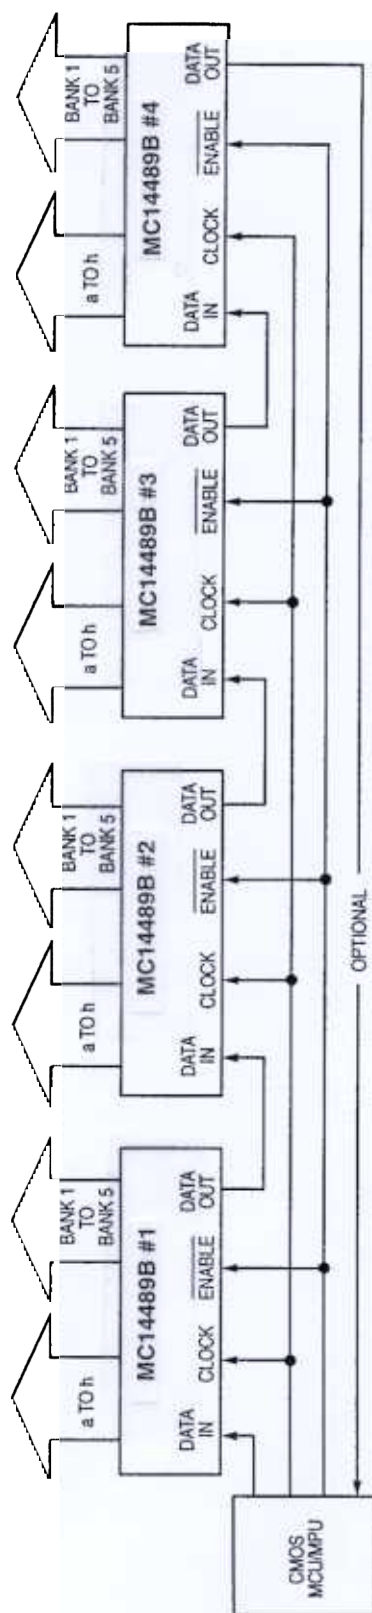 a TO h
BANK 1
TO
BANK 5
a TO h
BANK 1
TO
BANK 5
a TO h
BANK 1
TO
BANK 5
a TO h
BANK 1
TO
BANK 5
MC14489B #1
MC14489B #2
MC14489B #3
MC14489B #4
DATA
IN
CLOCK
ENABLE
DATA
OUT
DATA
IN
CLOCK
ENABLE
DATA
OUT
DATA
IN
CLOCK
ENABLE
DATA
OUT
DATA
IN
CLOCK
ENABLE
DATA
OUT
CMOS
MCU/MPU
OPTIONAL